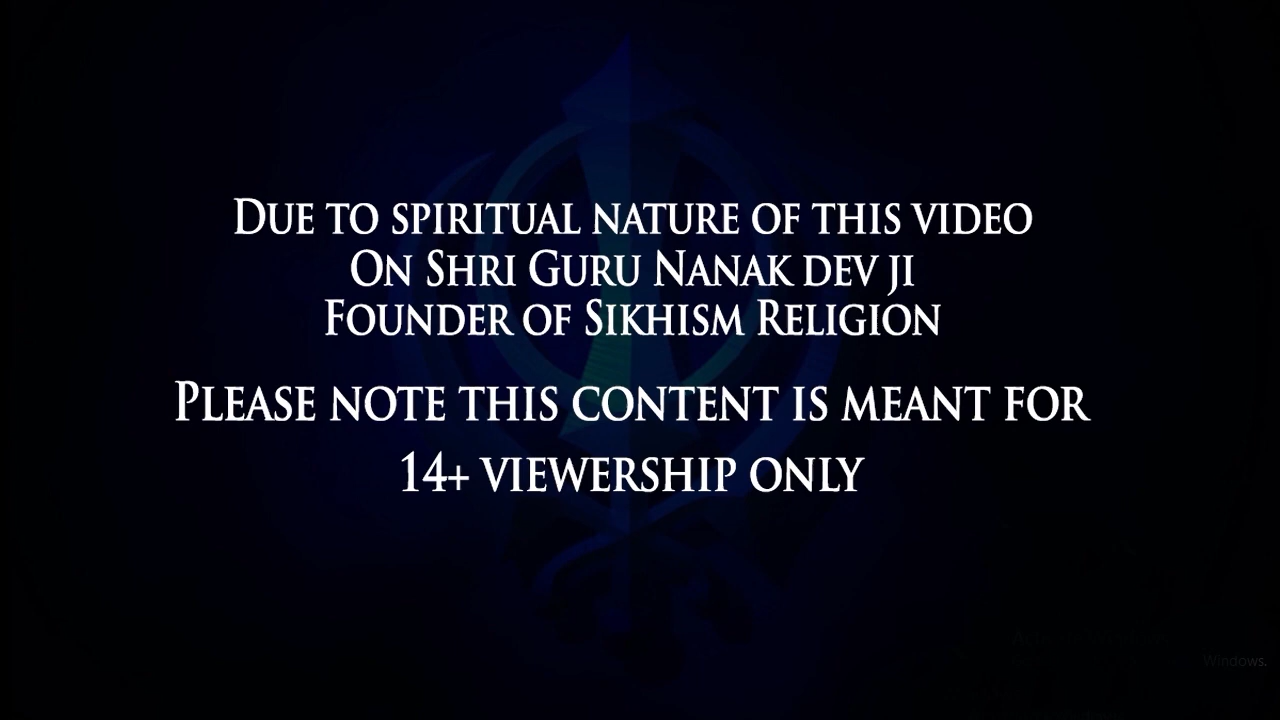 Due to spiritual nature of this video
On Shri Guru Nanak dev ji
Founder of Sikhism Religion
Please note this content is meant for
14+ viewership only
Windows.